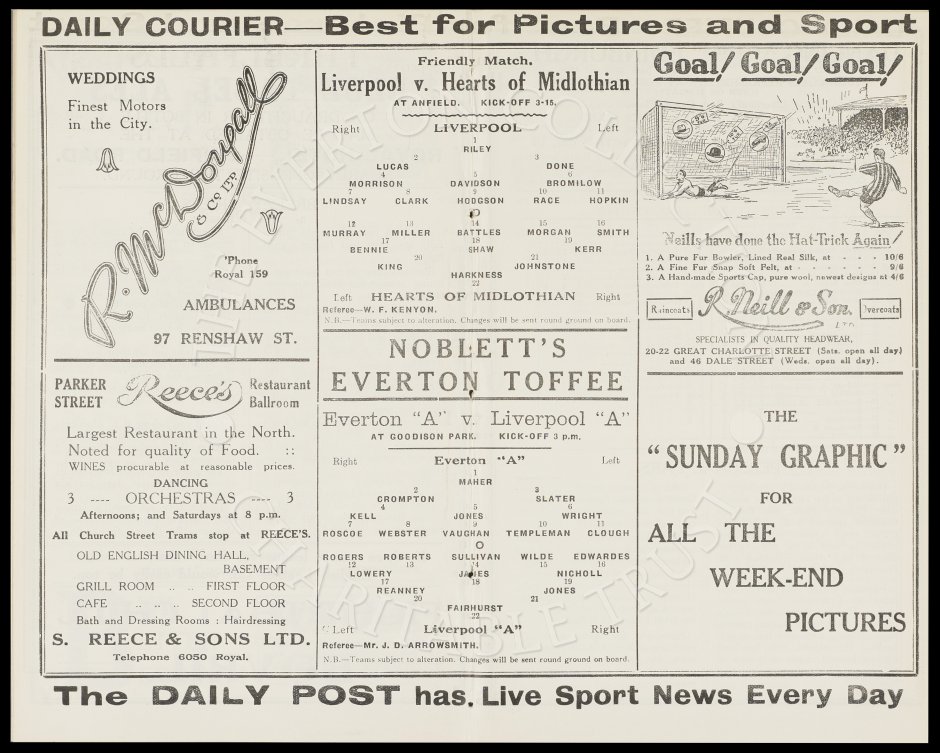 DAILY COURIER—Best for Pictures and Sport
WEDDINGS
Finest Motors
in the City.
R. McDougall
& Co LTD
'Phone
Royal 159
AMBULANCES
97 RENSHAW ST.
PARKER STREET Reece's Restaurant Ballroom
Largest Restaurant in the North.
Noted for quality of Food. ::
WINES procurable at reasonable prices.
DANCING
3 ---- ORCHESTRAS ---- 3
Afternoons; and Saturdays at 8 p.m.
All Church Street Trams stop at REECE'S.
OLD ENGLISH DINING HALL,
BASEMENT
GRILL ROOM .. .. FIRST FLOOR
CAFE .. .. .. SECOND FLOOR
Bath and Dressing Rooms : Hairdressing
S. REECE & SONS LTD.
Telephone 6050 Royal.
Friendly Match.
Liverpool v. Hearts of Midlothian
AT ANFIELD. KICK-OFF 3-15.
Right LIVERPOOL Left
1
RILEY
2 3
LUCAS DONE
4 5 6
MORRISON DAVIDSON BROMILOW
7 8 9 10 11
LINDSAY CLARK HODGSON RACE HOPKIN
O
12 13 14 15 16
MURRAY MILLER BATTLES MORGAN SMITH
17 18 19
BENNIE SHAW KERR
20 21
KING JOHNSTONE
HARKNESS
22
Left HEARTS OF MIDLOTHIAN Right
Referee—W. F. KENYON.
N.B.—Teams subject to alteration. Changes will be sent round ground on board.
NOBLETT'S
EVERTON TOFFEE
Everton "A" v. Liverpool "A"
AT GOODISON PARK. KICK-OFF 3 p.m.
Right Everton "A" Left
1
MAHER
2 3
CROMPTON SLATER
4 5 6
KELL JONES WRIGHT
7 8 9 10 11
ROSCOE WEBSTER VAUGHAN TEMPLEMAN CLOUGH
O
ROGERS ROBERTS SULLIVAN WILDE EDWARDES
12 13 14 15 16
LOWERY JAMES NICHOLL
17 18 19
REANNEY JONES
20 21
FAIRHURST
22
Left Liverpool "A" Right
Referee—Mr. J. D. ARROWSMITH.
N.B.—Teams subject to alteration. Changes will be sent round ground on board.
Goal! Goal! Goal!
Neills have done the Hat-Trick Again!
1. A Pure Fur Bowler, Lined Real Silk, at - - - 10/6
2. A Fine Fur Snap Soft Felt, at - - - - - 9/6
3. A Hand-made Sports Cap, pure wool, newest designs at 4/6
Raincoats R. Neill & Son. LTD. Overcoats
SPECIALISTS IN QUALITY HEADWEAR,
20-22 GREAT CHARLOTTE STREET (Sats. open all day)
and 46 DALE STREET (Weds. open all day).
THE
"SUNDAY GRAPHIC"
FOR
ALL THE
WEEK-END
PICTURES
The DAILY POST has Live Sport News Every Day
THE EVERTON COLLECTION
CHARITABLE TRUST